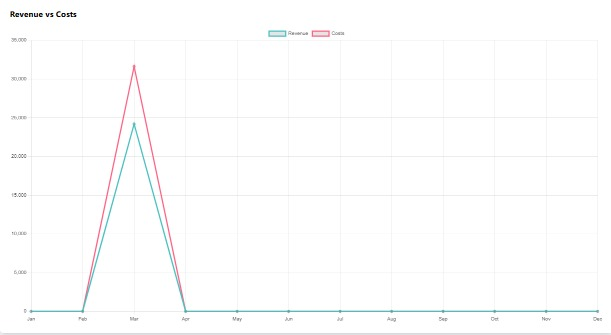 Revenue vs Costs
Revenue Costs
35,000
30,000
25,000
20,000
15,000
10,000
5,000
0
Jan Feb Mar Apr May Jun Jul Aug Sep Oct Nov Dec